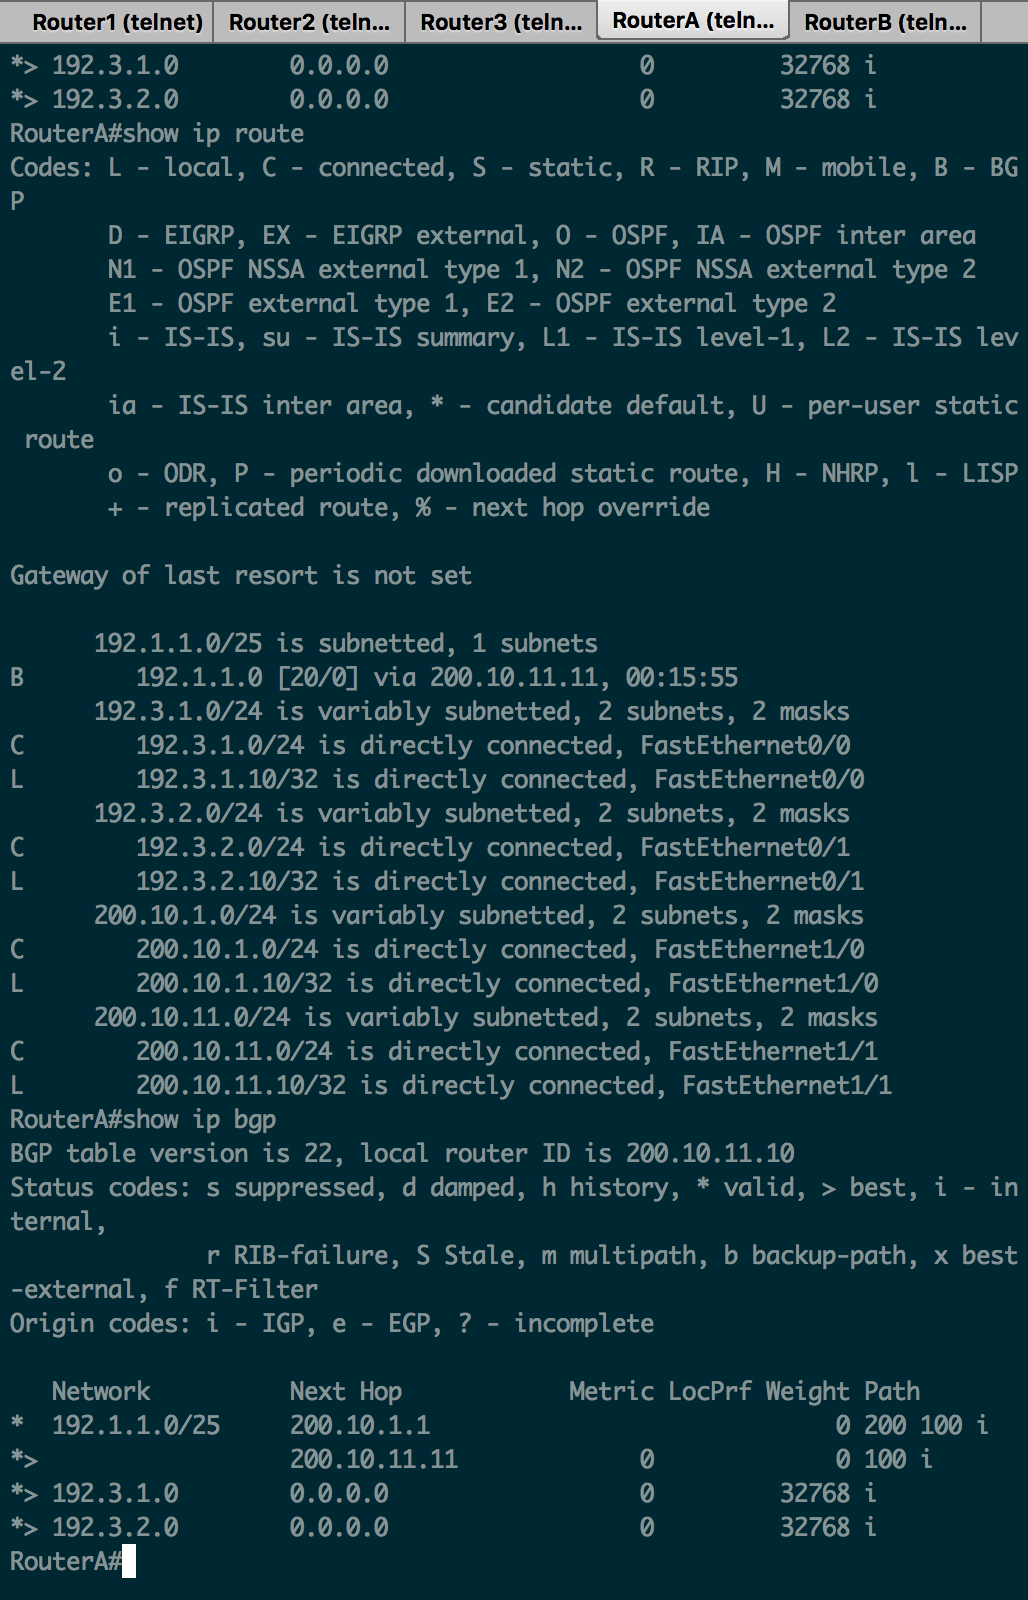 Router1 (telnet) Router2 (teln... Router3 (teln... RouterA (teln... RouterB (teln...
*> 192.3.1.0        0.0.0.0                  0         32768 i
*> 192.3.2.0        0.0.0.0                  0         32768 i
RouterA#show ip route
Codes: L - local, C - connected, S - static, R - RIP, M - mobile, B - BG
P
       D - EIGRP, EX - EIGRP external, O - OSPF, IA - OSPF inter area
       N1 - OSPF NSSA external type 1, N2 - OSPF NSSA external type 2
       E1 - OSPF external type 1, E2 - OSPF external type 2
       i - IS-IS, su - IS-IS summary, L1 - IS-IS level-1, L2 - IS-IS lev
el-2
       ia - IS-IS inter area, * - candidate default, U - per-user static
 route
       o - ODR, P - periodic downloaded static route, H - NHRP, l - LISP
       + - replicated route, % - next hop override

Gateway of last resort is not set

      192.1.1.0/25 is subnetted, 1 subnets
B        192.1.1.0 [20/0] via 200.10.11.11, 00:15:55
      192.3.1.0/24 is variably subnetted, 2 subnets, 2 masks
C        192.3.1.0/24 is directly connected, FastEthernet0/0
L        192.3.1.10/32 is directly connected, FastEthernet0/0
      192.3.2.0/24 is variably subnetted, 2 subnets, 2 masks
C        192.3.2.0/24 is directly connected, FastEthernet0/1
L        192.3.2.10/32 is directly connected, FastEthernet0/1
      200.10.1.0/24 is variably subnetted, 2 subnets, 2 masks
C        200.10.1.0/24 is directly connected, FastEthernet1/0
L        200.10.1.10/32 is directly connected, FastEthernet1/0
      200.10.11.0/24 is variably subnetted, 2 subnets, 2 masks
C        200.10.11.0/24 is directly connected, FastEthernet1/1
L        200.10.11.10/32 is directly connected, FastEthernet1/1
RouterA#show ip bgp
BGP table version is 22, local router ID is 200.10.11.10
Status codes: s suppressed, d damped, h history, * valid, > best, i - in
ternal,
              r RIB-failure, S Stale, m multipath, b backup-path, x best
-external, f RT-Filter
Origin codes: i - IGP, e - EGP, ? - incomplete

   Network          Next Hop            Metric LocPrf Weight Path
*  192.1.1.0/25     200.10.1.1                             0 200 100 i
*>                  200.10.11.11             0             0 100 i
*> 192.3.1.0        0.0.0.0                  0         32768 i
*> 192.3.2.0        0.0.0.0                  0         32768 i
RouterA#